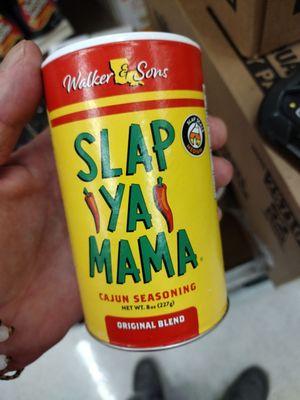 Walker & Sons
SLAP
YA
MAMA
CAJUN SEASONING
NET WT. 8oz (227g)
ORIGINAL BLEND